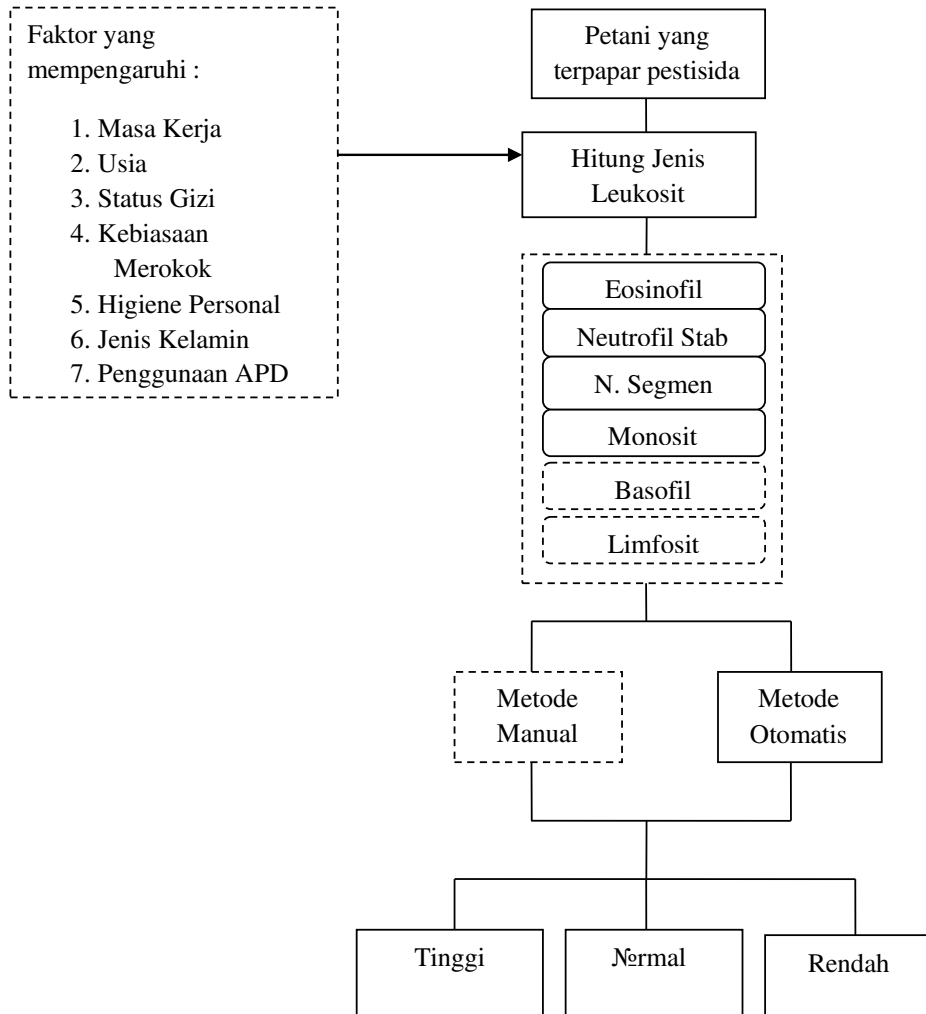 Faktor yang
mempengaruhi :
1. Masa Kerja
2. Usia
3. Status Gizi
4. Kebiasaan
Merokok
5. Higiene Personal
6. Jenis Kelamin
7. Penggunaan APD
Petani yang
terpapar pestisida
Hitung Jenis
Leukosit
Eosinofil
Neutrofil Stab
N. Segmen
Monosit
Basofil
Limfosit
Metode
Manual
Metode
Otomatis
Tinggi
№rmal
Rendah